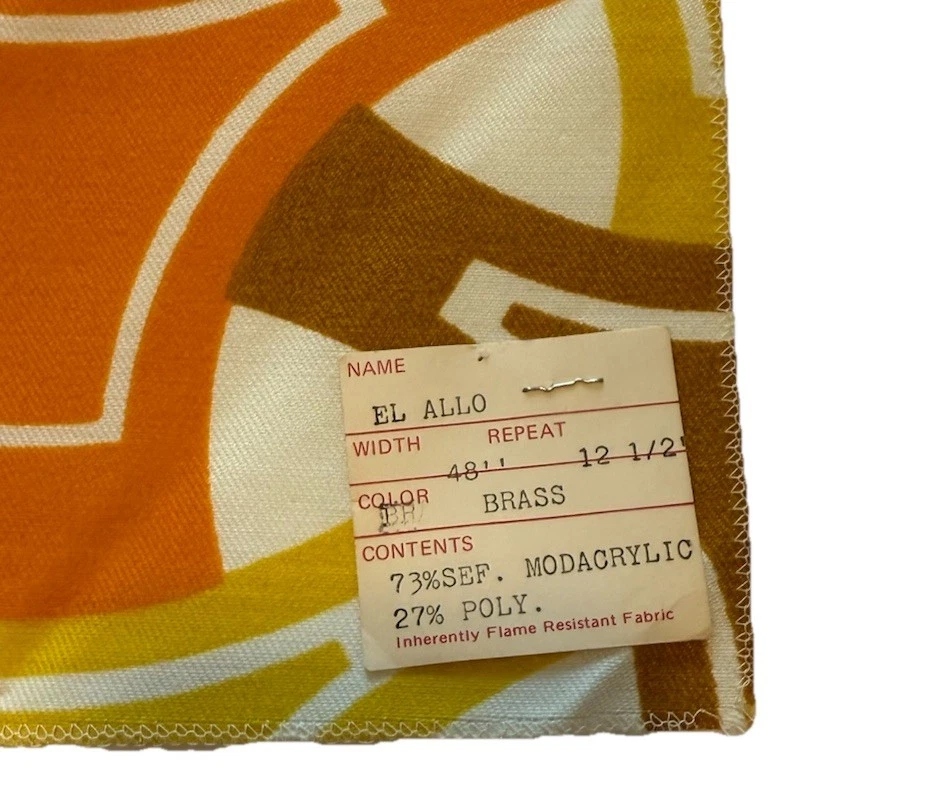 NAME
EL ALLO
WIDTH REPEAT
48'' 12 1/2'
COLOR BRASS
CONTENTS
73%SEF. MODACRYLIC
27% POLY.
Inherently Flame Resistant Fabric